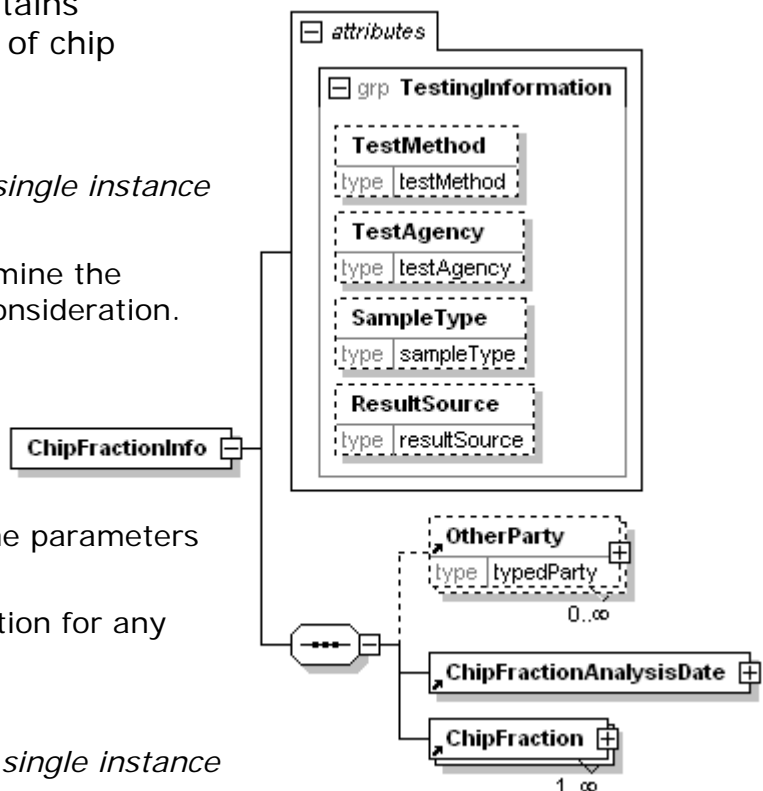 tains
of chip
single instance
mine the
onsideration.
ne parameters
tion for any
single instance
attributes
grp TestingInformation
TestMethod
type testMethod
TestAgency
type testAgency
SampleType
type sampleType
ResultSource
type resultSource
ChipFractionInfo
OtherParty
type typedParty
0..∞
ChipFractionAnalysisDate
ChipFraction
1..∞